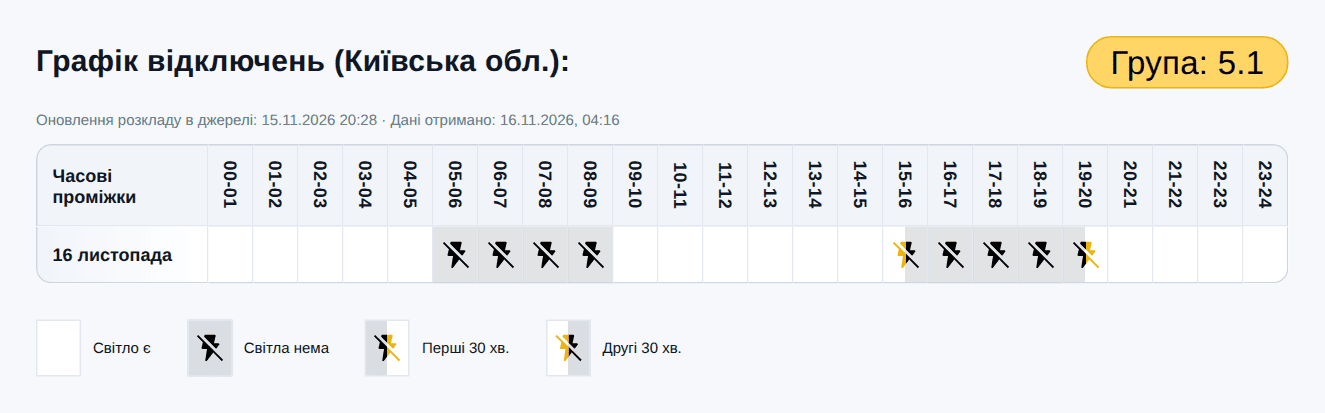 Графік відключень (Київська обл.):
Група: 5.1
Оновлення розкладу в джерелі: 15.11.2026 20:28 · Дані отримано: 16.11.2026, 04:16
Часові
проміжки
00-01
01-02
02-03
03-04
04-05
05-06
06-07
07-08
08-09
09-10
10-11
11-12
12-13
13-14
14-15
15-16
16-17
17-18
18-19
19-20
20-21
21-22
22-23
23-24
16 листопада
Світло є
Світла нема
Перші 30 хв.
Другі 30 хв.